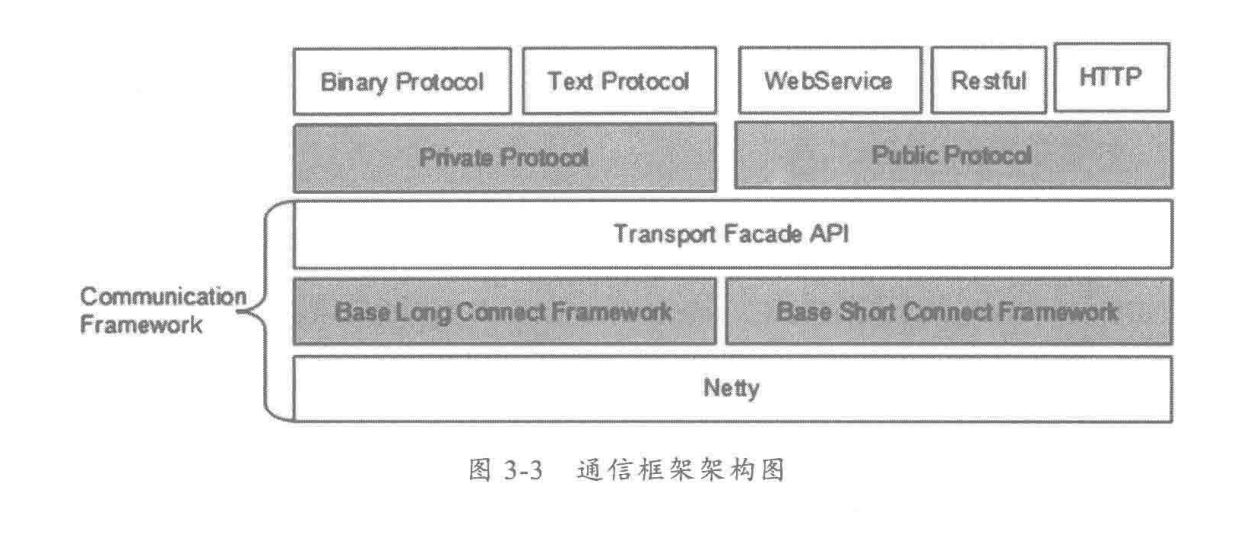 Binary Protocol Text Protocol WebService Restful HTTP
Private Protocol Public Protocol
Transport Facade API
Communication
Framework
Base Long Connect Framework Base Short Connect Framework
Netty
图 3-3 通信框架架构图